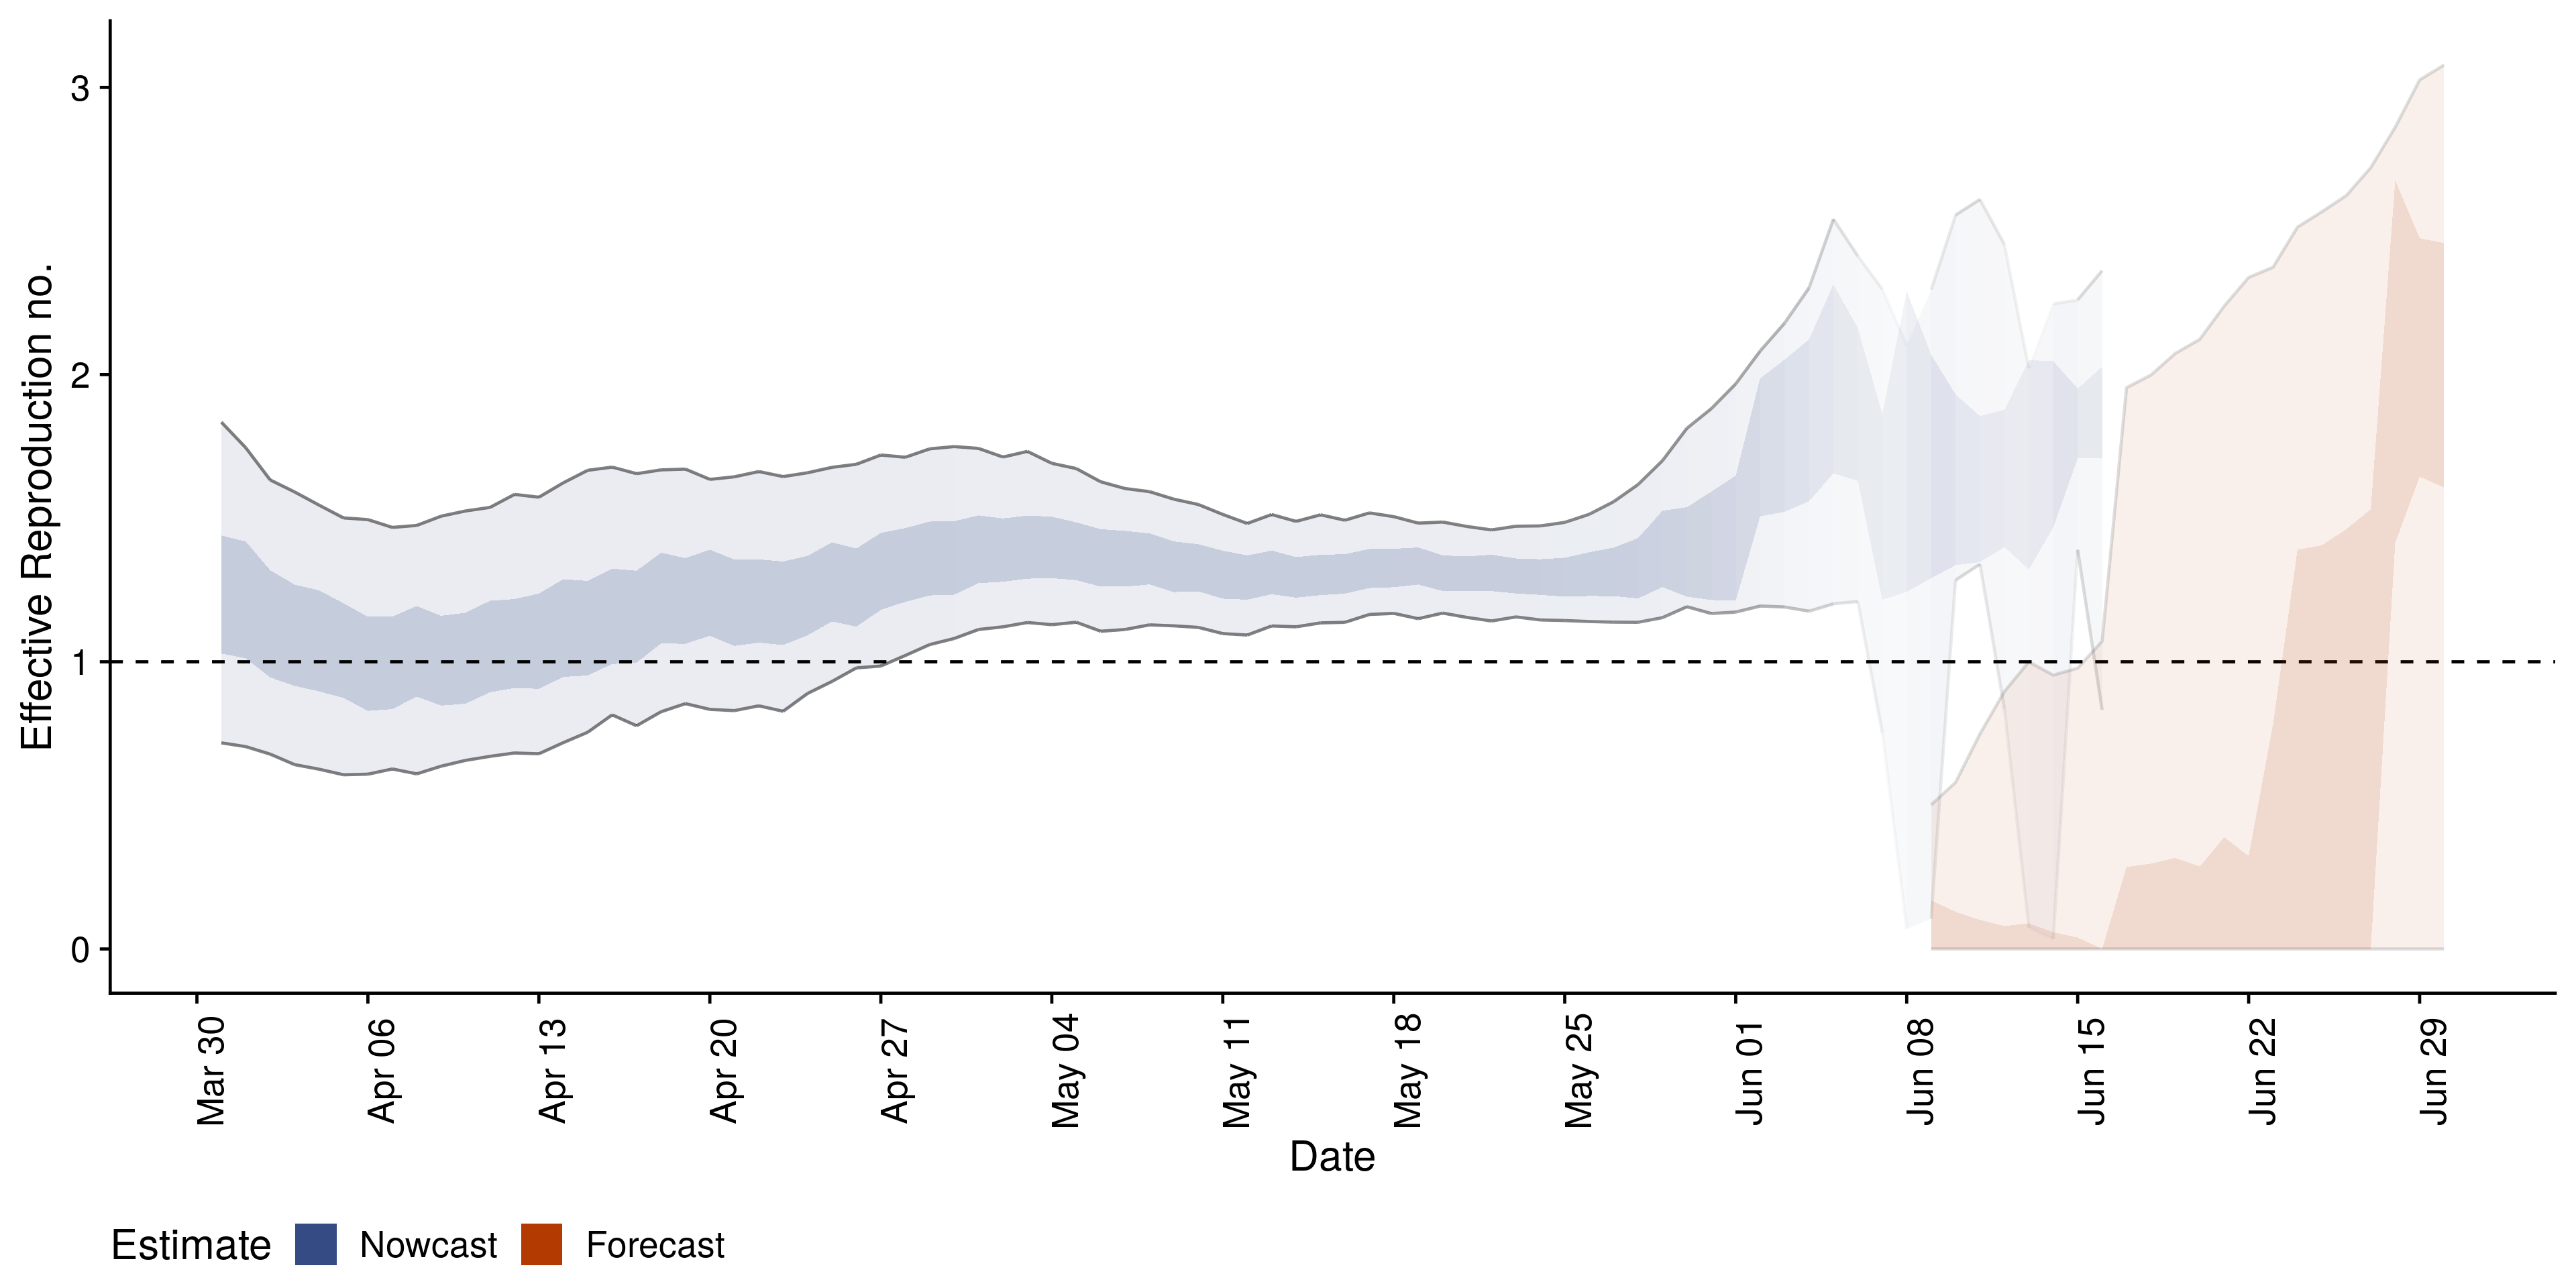 Effective Reproduction no.
3
2
1
0
Mar 30
Apr 06
Apr 13
Apr 20
Apr 27
May 04
May 11
May 18
May 25
Jun 01
Jun 08
Jun 15
Jun 22
Jun 29
Date
Estimate Nowcast Forecast